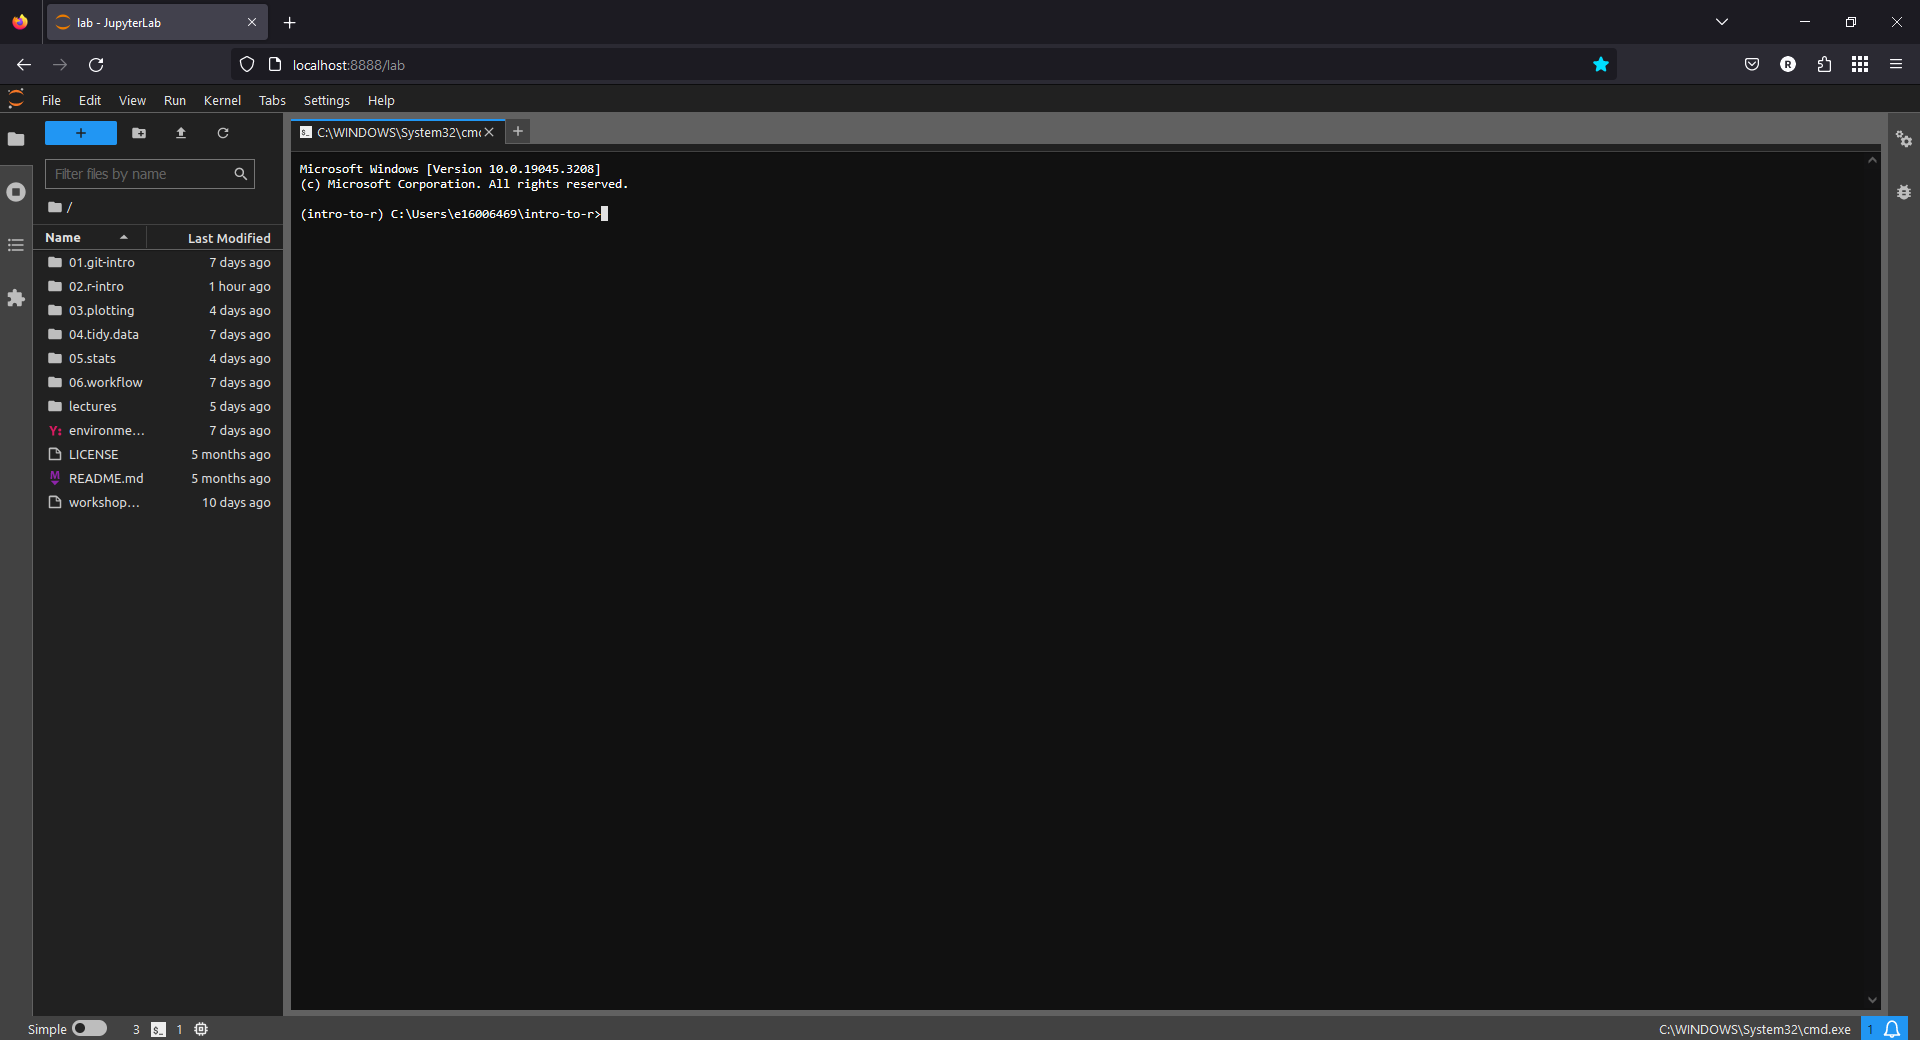 lab - JupyterLab
localhost:8888/lab
File Edit View Run Kernel Tabs Settings Help
Filter files by name
/
Name Last Modified
01.git-intro 7 days ago
02.r-intro 1 hour ago
03.plotting 4 days ago
04.tidy.data 7 days ago
05.stats 4 days ago
06.workflow 7 days ago
lectures 5 days ago
environme... 7 days ago
LICENSE 5 months ago
README.md 5 months ago
workshop... 10 days ago
C:\WINDOWS\System32\cm
Microsoft Windows [Version 10.0.19045.3208]
(c) Microsoft Corporation. All rights reserved.
(intro-to-r) C:\Users\e16006469\intro-to-r>
Simple 3 $_ 1
C:\WINDOWS\System32\cmd.exe 1